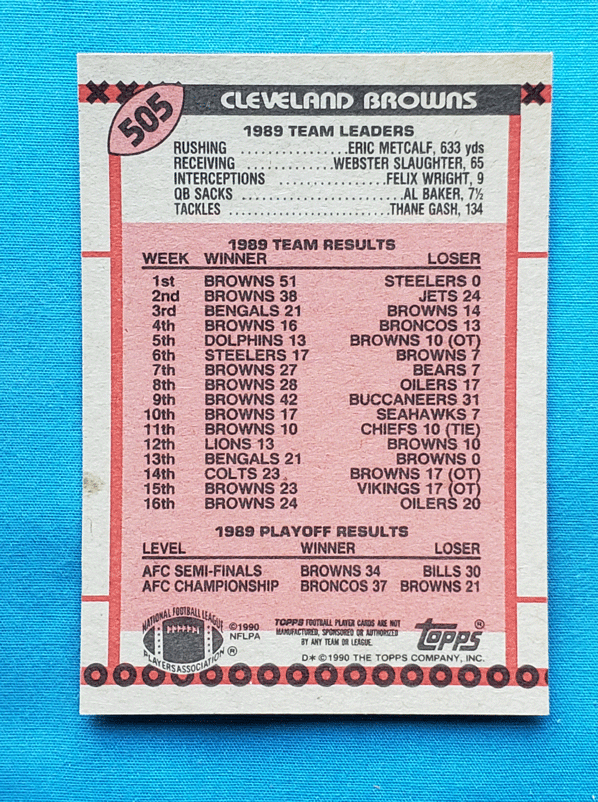 505
CLEVELAND BROWNS
1989 TEAM LEADERS
RUSHING ................ERIC METCALF, 633 yds
RECEIVING .............WEBSTER SLAUGHTER, 65
INTERCEPTIONS ................FELIX WRIGHT, 9
QB SACKS .........................AL BAKER, 7½
TACKLES ........................THANE GASH, 134
1989 TEAM RESULTS
WEEK WINNER LOSER
1st BROWNS 51 STEELERS 0
2nd BROWNS 38 JETS 24
3rd BENGALS 21 BROWNS 14
4th BROWNS 16 BRONCOS 13
5th DOLPHINS 13 BROWNS 10 (OT)
6th STEELERS 17 BROWNS 7
7th BROWNS 27 BEARS 7
8th BROWNS 28 OILERS 17
9th BROWNS 42 BUCCANEERS 31
10th BROWNS 17 SEAHAWKS 7
11th BROWNS 10 CHIEFS 10 (TIE)
12th LIONS 13 BROWNS 10
13th BENGALS 21 BROWNS 0
14th COLTS 23 BROWNS 17 (OT)
15th BROWNS 23 VIKINGS 17 (OT)
16th BROWNS 24 OILERS 20
1989 PLAYOFF RESULTS
LEVEL WINNER LOSER
AFC SEMI-FINALS BROWNS 34 BILLS 30
AFC CHAMPIONSHIP BRONCOS 37 BROWNS 21
NATIONAL FOOTBALL LEAGUE
PLAYERS ASSOCIATION ®
©1990
NFLPA
TOPPS FOOTBALL PLAYER CARDS ARE NOT
MANUFACTURED, SPONSORED OR AUTHORIZED
BY ANY TEAM OR LEAGUE.
TOPPS ®
D* © 1990 THE TOPPS COMPANY, INC.